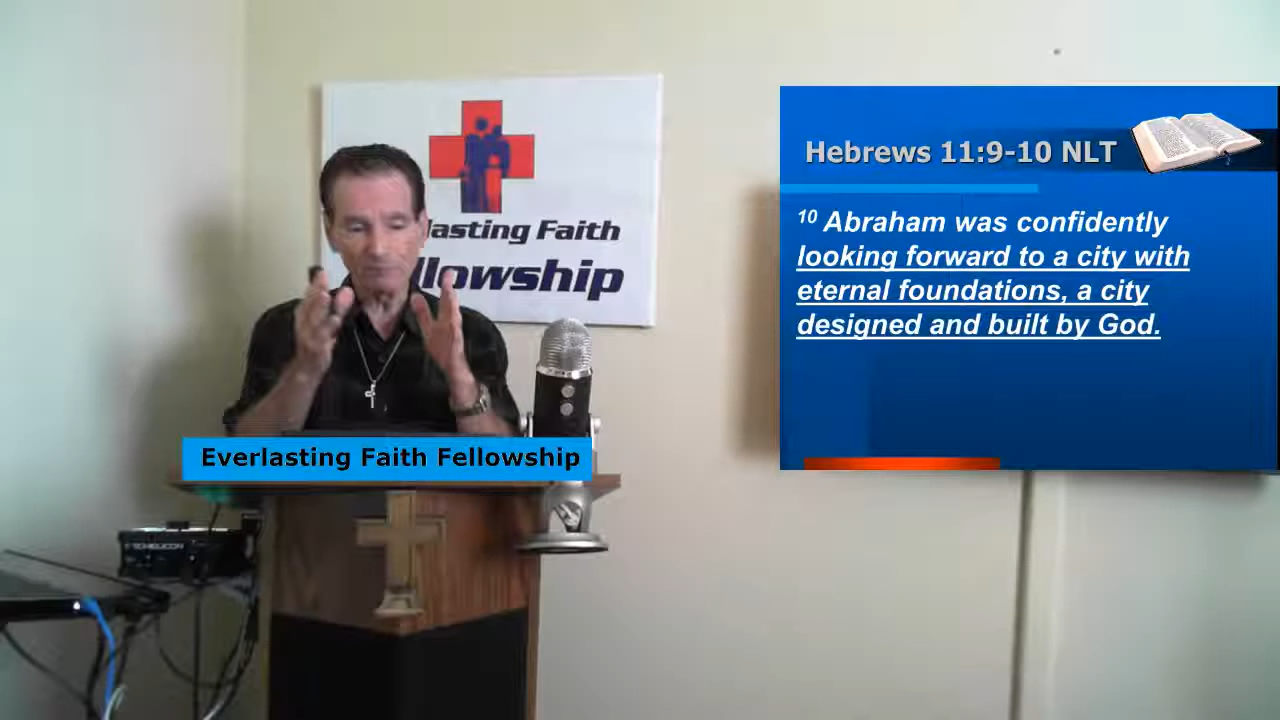 lasting Faith
llowship
Everlasting Faith Fellowship
Hebrews 11:9-10 NLT
10 Abraham was confidently
looking forward to a city with
eternal foundations, a city
designed and built by God.